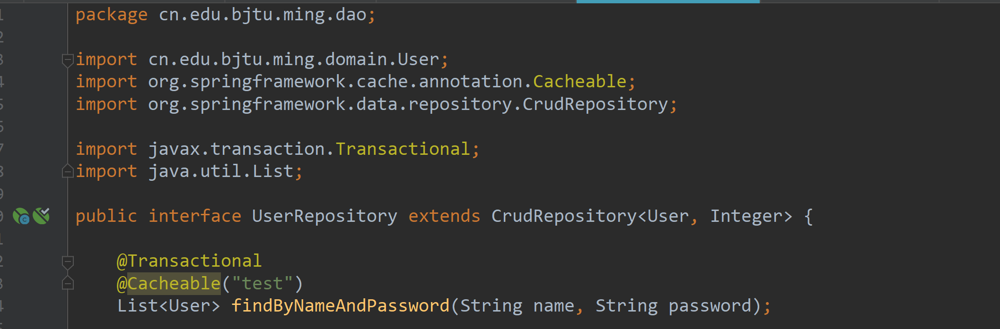 package cn.edu.bjtu.ming.dao;
import cn.edu.bjtu.ming.domain.User;
import org.springframework.cache.annotation.Cacheable;
import org.springframework.data.repository.CrudRepository;
import javax.transaction.Transactional;
import java.util.List;
public interface UserRepository extends CrudRepository<User, Integer> {
@Transactional
@Cacheable("test")
List<User> findByNameAndPassword(String name, String password);